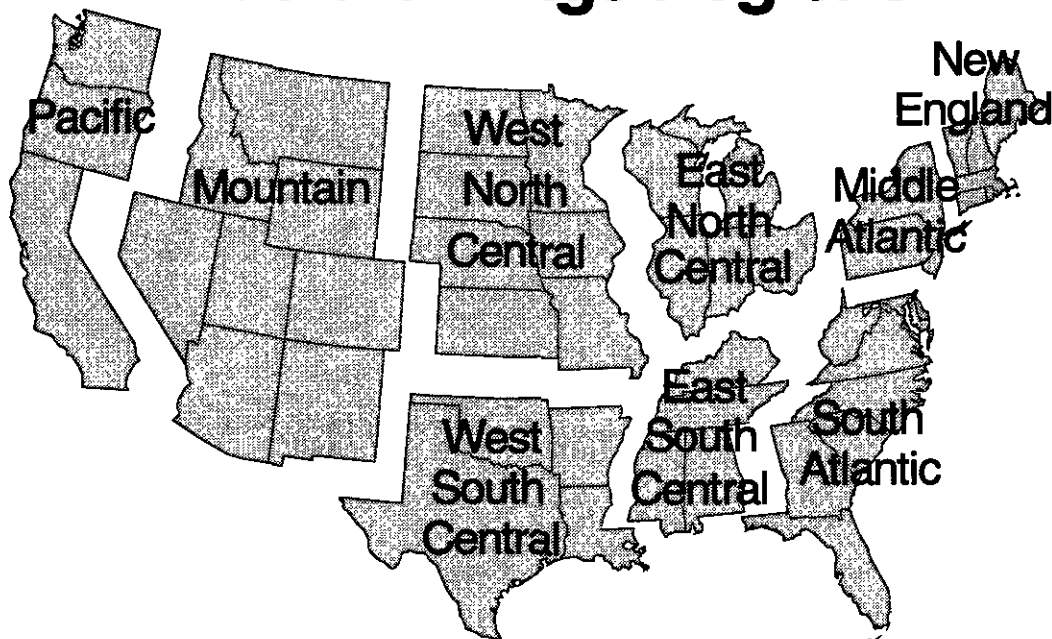 Pacific
Mountain
West
North
Central
East
North
Central
New
England
Middle
Atlantic
West
South
Central
East
South
Central
South
Atlantic